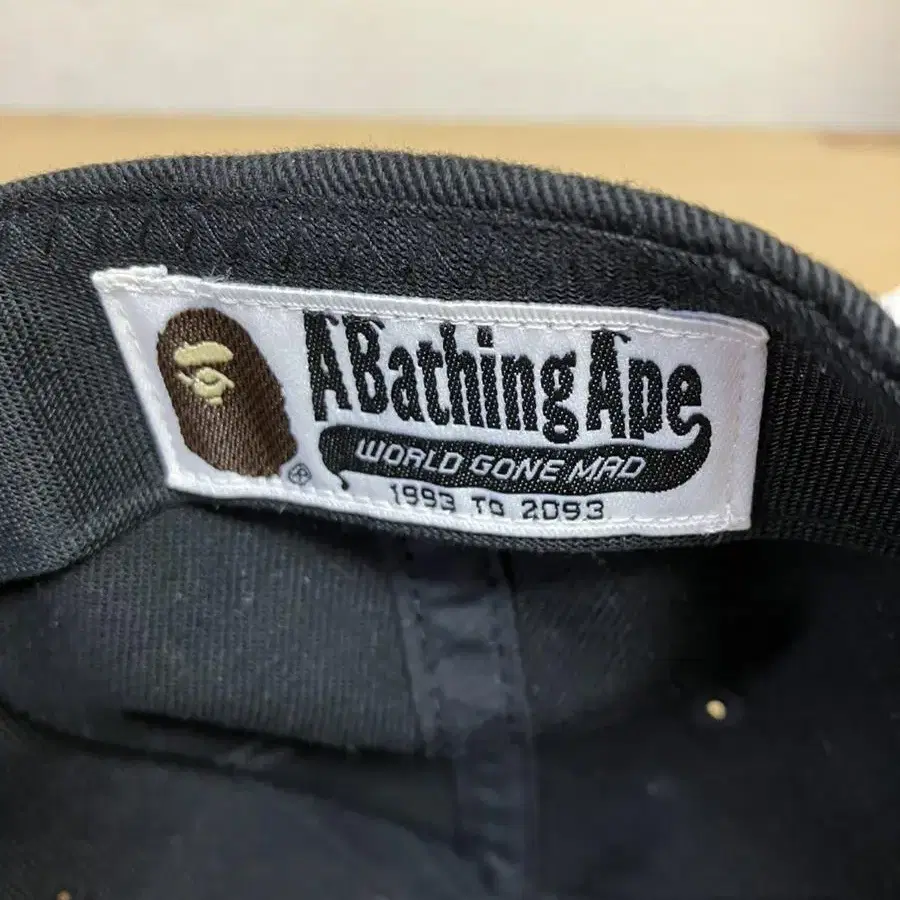 A Bathing Ape
WORLD GONE MAD
®
1993 TO 2093